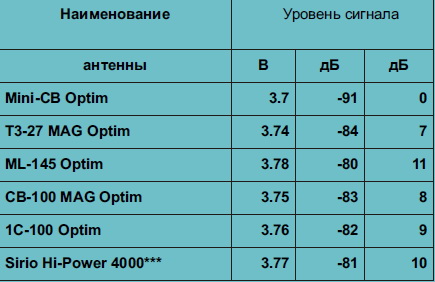 Наименование Уровень сигнала
антенны В дБ дБ
Mini-CB Optim 3.7 -91 0
T3-27 MAG Optim 3.74 -84 7
ML-145 Optim 3.78 -80 11
CB-100 MAG Optim 3.75 -83 8
1C-100 Optim 3.76 -82 9
Sirio Hi-Power 4000*** 3.77 -81 10